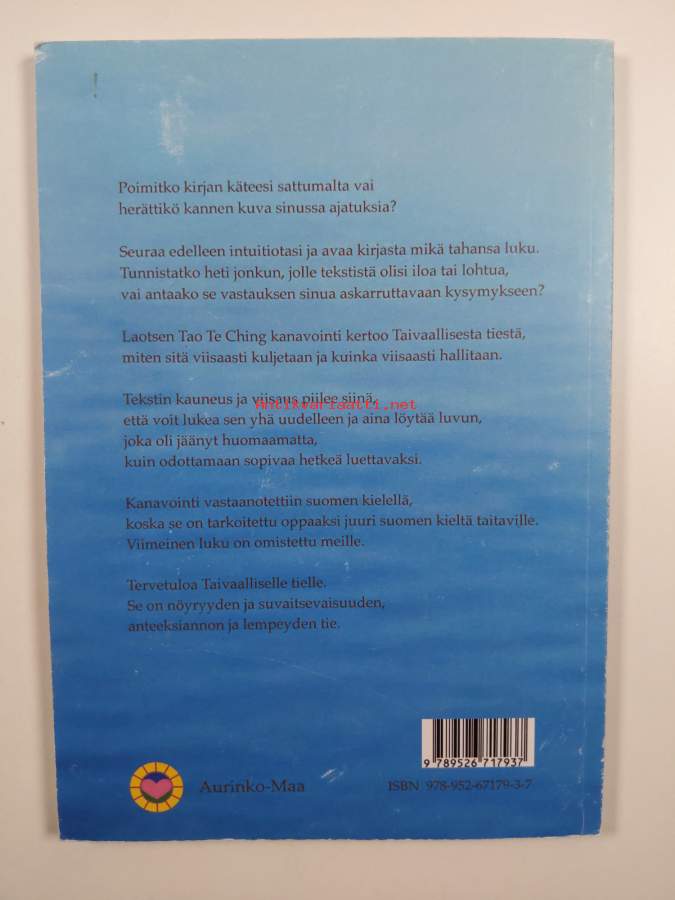 Poimitko kirjan käteesi sattumalta vai
herättikö kannen kuva sinussa ajatuksia?
Seuraa edelleen intuitiotasi ja avaa kirjasta mikä tahansa luku.
Tunnistatko heti jonkun, jolle tekstistä olisi iloa tai lohtua,
vai antaako se vastauksen sinua askarruttavaan kysymykseen?
Laotsen Tao Te Ching kanavointi kertoo Taivaallisesta tiestä,
miten sitä viisaasti kuljetaan ja kuinka viisaasti hallitaan.
Tekstin kauneus ja viisaus piilee siinä,
Antikvariaatti.net
että voit lukea sen yhä uudelleen ja aina löytää luvun,
joka oli jäänyt huomaamatta,
kuin odottamaan sopivaa hetkeä luettavaksi.
Kanavointi vastaanotettiin suomen kielellä,
koska se on tarkoitettu oppaaksi juuri suomen kieltä taitaville.
Viimeinen luku on omistettu meille.
Tervetuloa Taivaalliselle tielle.
Se on nöyryyden ja suvaitsevaisuuden,
anteeksiannon ja lempeyden tie.
9 789526 717937
Aurinko-Maa
ISBN 978-952-67179-3-7